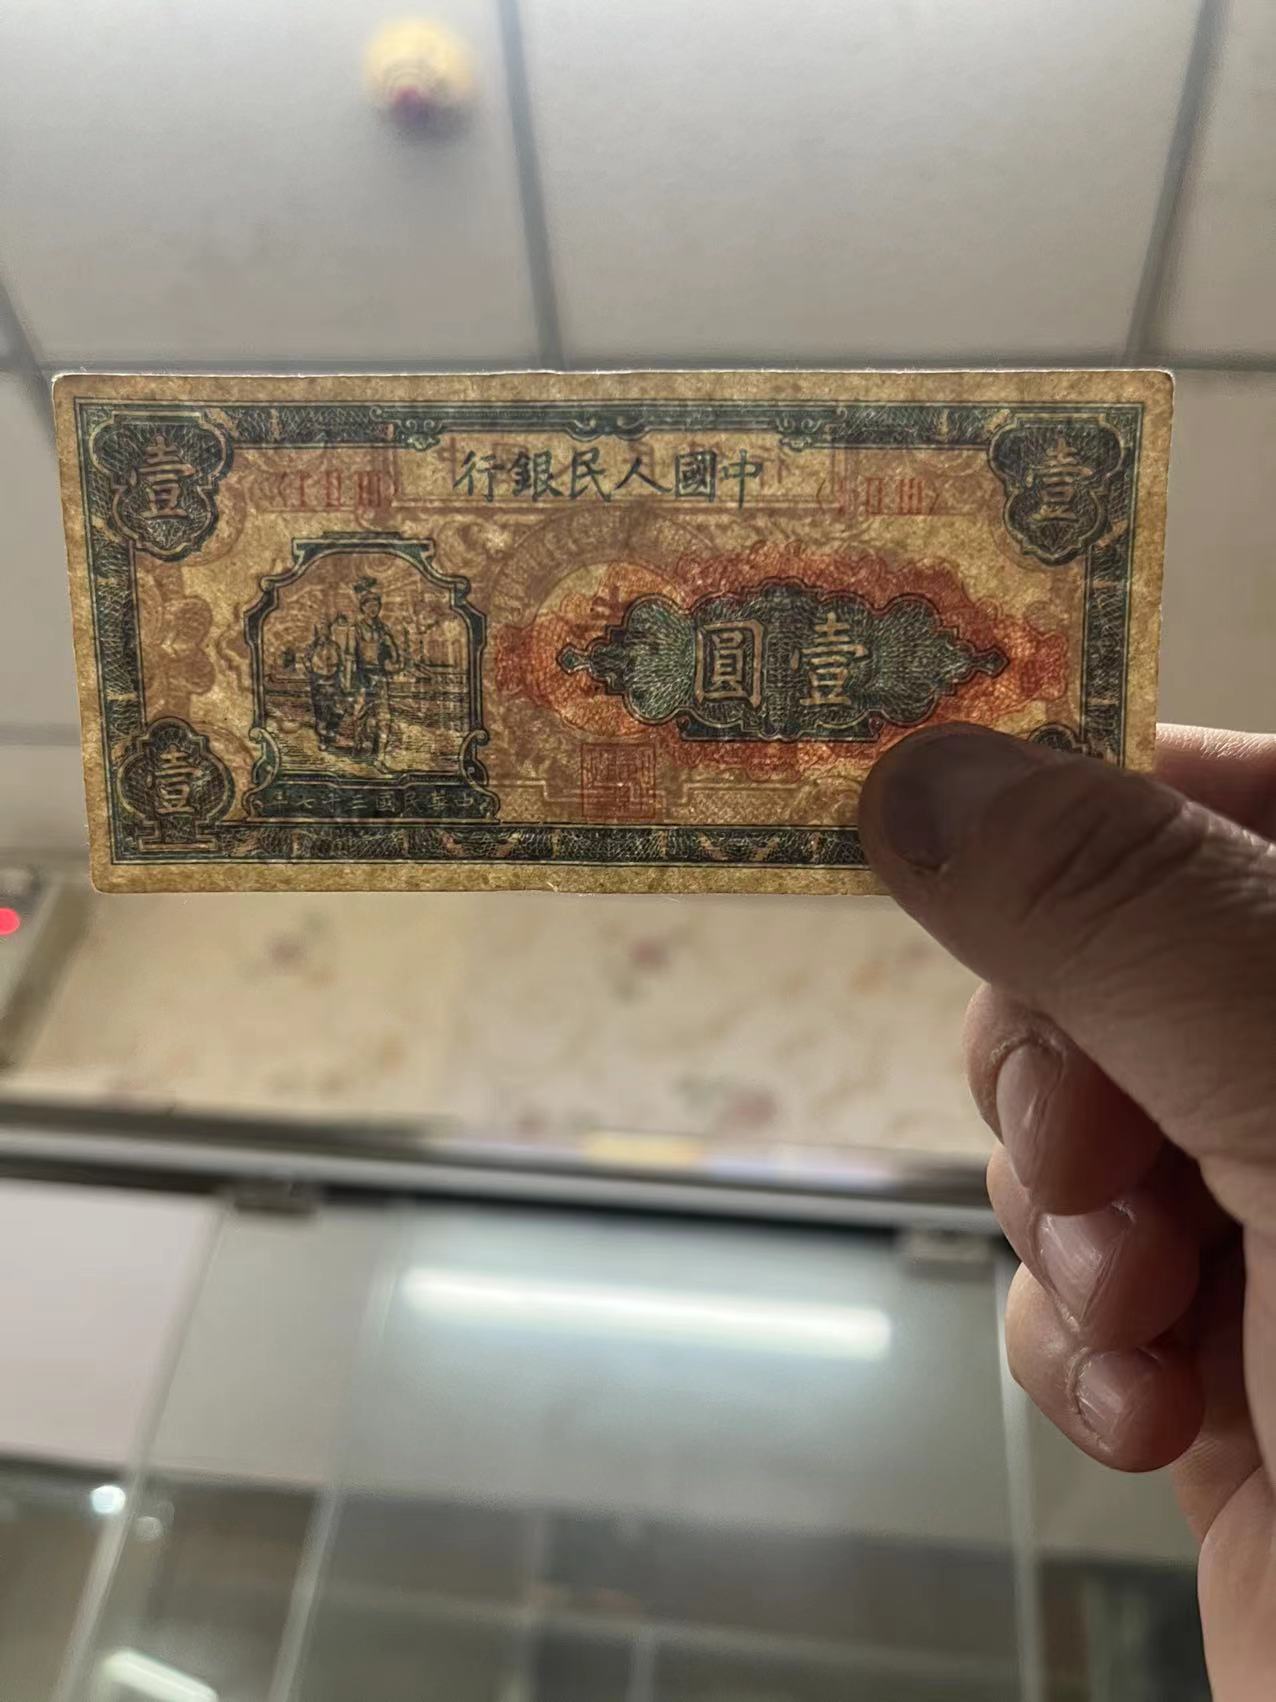 壹
中國人民銀行
壹
壹圓
壹
中華民國三十七年